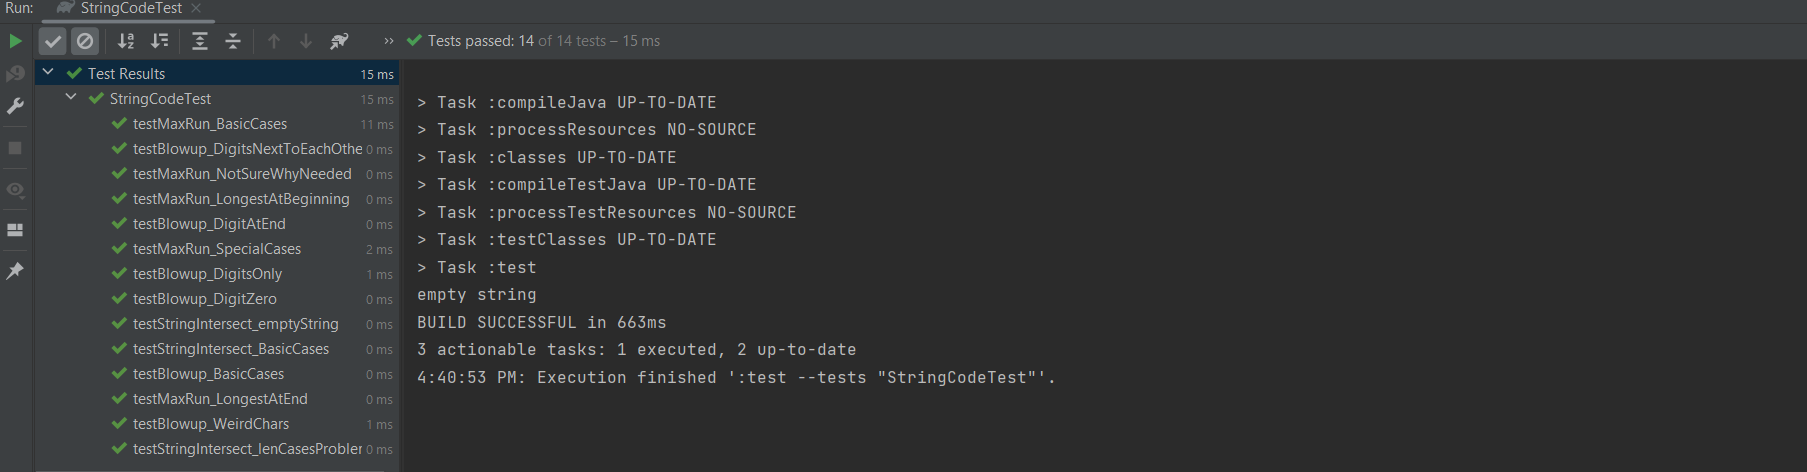 Run: StringCodeTest
Tests passed: 14 of 14 tests – 15 ms
Test Results 15 ms
StringCodeTest 15 ms
testMaxRun_BasicCases 11 ms
testBlowup_DigitsNextToEachOthe 0 ms
testMaxRun_NotSureWhyNeeded 0 ms
testMaxRun_LongestAtBeginning 0 ms
testBlowup_DigitAtEnd 0 ms
testMaxRun_SpecialCases 2 ms
testBlowup_DigitsOnly 1 ms
testBlowup_DigitZero 0 ms
testStringIntersect_emptyString 0 ms
testStringIntersect_BasicCases 0 ms
testBlowup_BasicCases 0 ms
testMaxRun_LongestAtEnd 0 ms
testBlowup_WeirdChars 1 ms
testStringIntersect_lenCasesProbler 0 ms
> Task :compileJava UP-TO-DATE
> Task :processResources NO-SOURCE
> Task :classes UP-TO-DATE
> Task :compileTestJava UP-TO-DATE
> Task :processTestResources NO-SOURCE
> Task :testClasses UP-TO-DATE
> Task :test
empty string
BUILD SUCCESSFUL in 663ms
3 actionable tasks: 1 executed, 2 up-to-date
4:40:53 PM: Execution finished ':test --tests "StringCodeTest"'.